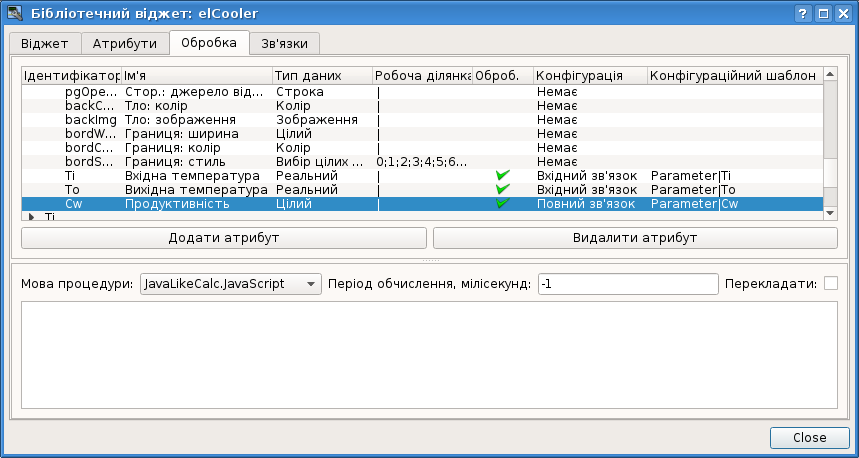 Бібліотечний віджет: elCooler
Віджет Атрибути Обробка Зв'язки
Ідентифікатор Ім'я Тип даних Робоча ділянка Оброб. Конфігурація Конфігураційний шаблон
pgOpe... Стор.: джерело від... Строка | Немає
backC... Тло: колір Колір | Немає
backImg Тло: зображення Зображення | Немає
bordW... Границя: ширина Цілий | Немає
bordC... Границя: колір Колір | Немає
bordS... Границя: стиль Вибір цілих ... 0;1;2;3;4;5;6... Немає
Ti Вхідна температура Реальний | Вхідний зв'язок Parameter|Ti
To Вихідна температура Реальний | Вхідний зв'язок Parameter|To
Cw Продуктивність Цілий | Повний зв'язок Parameter|Cw
Ti
Додати атрибут Видалити атрибут
Мова процедури: JavaLikeCalc.JavaScript Період обчислення, мілісекунд: -1 Перекладати:
Close